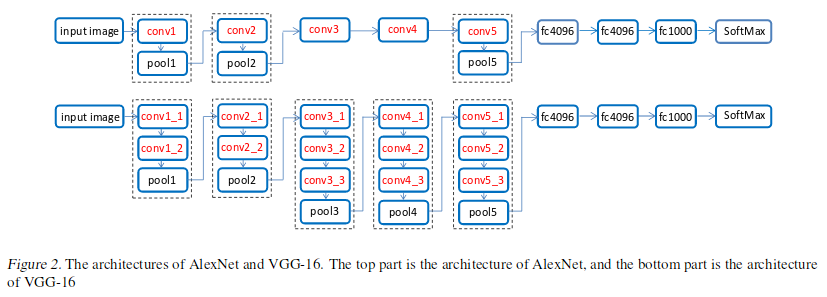 input image conv1 conv2 conv3 conv4 conv5 fc4096 fc4096 fc1000 SoftMax
pool1 pool2 pool5
input image conv1_1 conv2_1 conv3_1 conv4_1 conv5_1 fc4096 fc4096 fc1000 SoftMax
conv1_2 conv2_2 conv3_2 conv4_2 conv5_2
pool1 pool2 conv3_3 conv4_3 conv5_3
pool3 pool4 pool5
Figure 2. The architectures of AlexNet and VGG-16. The top part is the architecture of AlexNet, and the bottom part is the architecture
of VGG-16